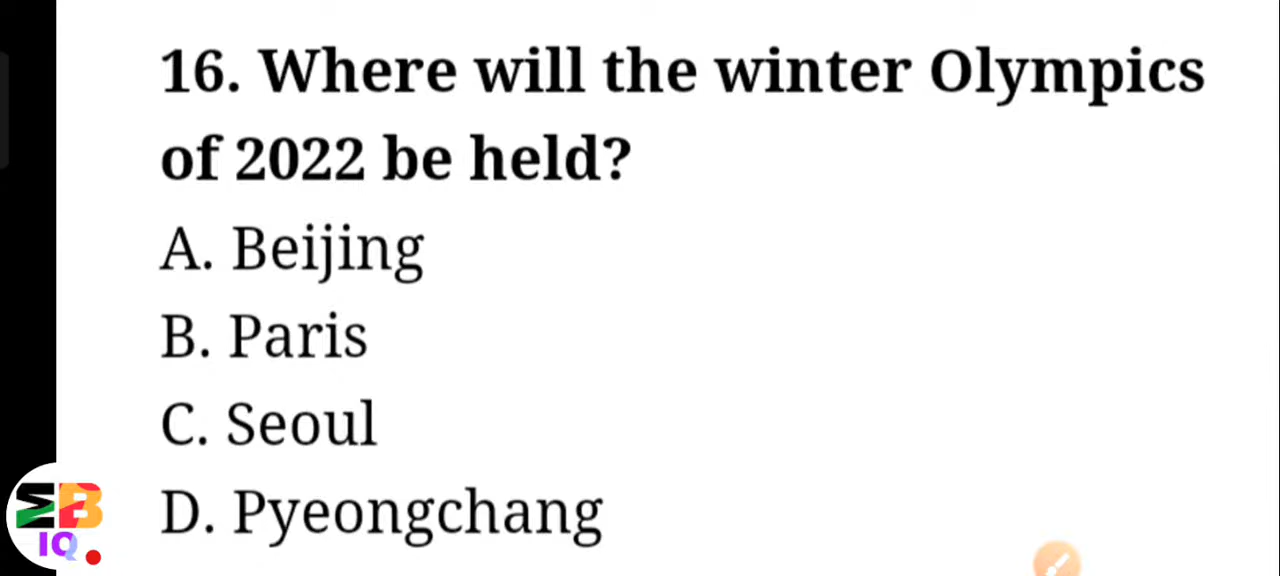 16. Where will the winter Olympics
of 2022 be held?
A. Beijing
B. Paris
C. Seoul
D. Pyeongchang
IQ